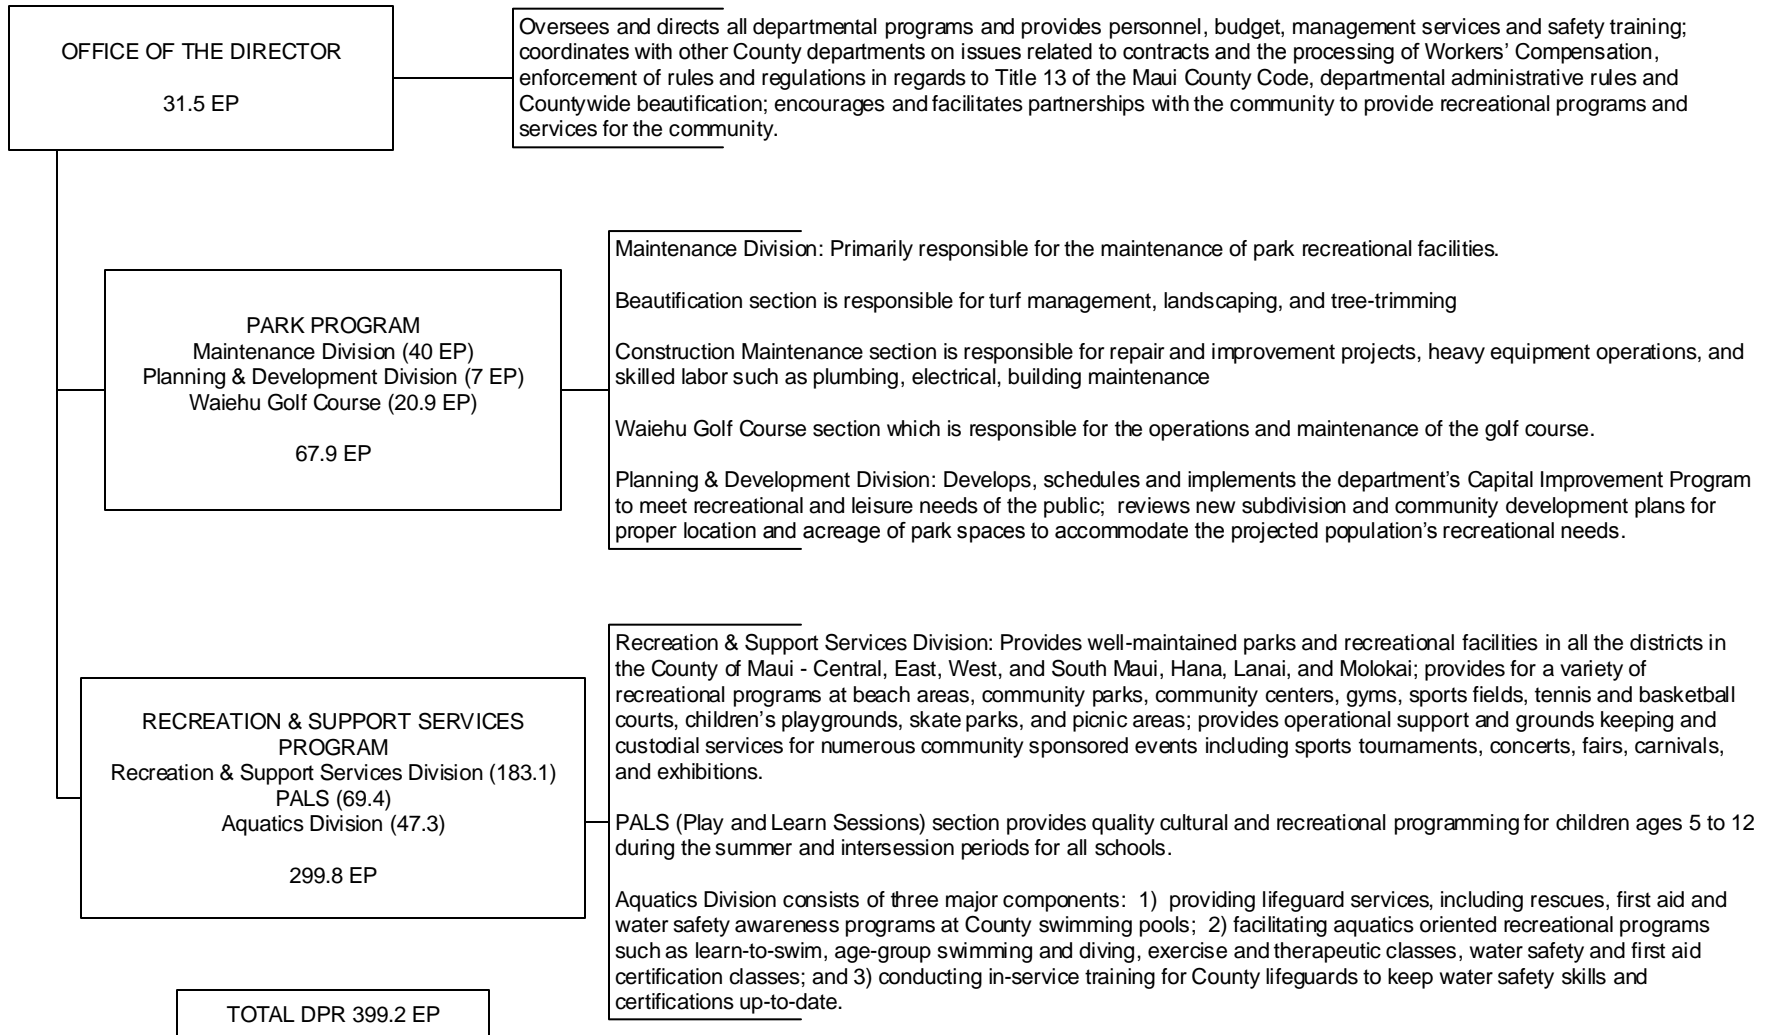 OFFICE OF THE DIRECTOR
31.5 EP
Oversees and directs all departmental programs and provides personnel, budget, management services and safety training;
coordinates with other County departments on issues related to contracts and the processing of Workers’ Compensation,
enforcement of rules and regulations in regards to Title 13 of the Maui County Code, departmental administrative rules and
Countywide beautification; encourages and facilitates partnerships with the community to provide recreational programs and
services for the community.
PARK PROGRAM
Maintenance Division (40 EP)
Planning & Development Division (7 EP)
Waiehu Golf Course (20.9 EP)
67.9 EP
Maintenance Division: Primarily responsible for the maintenance of park recreational facilities.
Beautification section is responsible for turf management, landscaping, and tree-trimming
Construction Maintenance section is responsible for repair and improvement projects, heavy equipment operations, and
skilled labor such as plumbing, electrical, building maintenance
Waiehu Golf Course section which is responsible for the operations and maintenance of the golf course.
Planning & Development Division: Develops, schedules and implements the department’s Capital Improvement Program
to meet recreational and leisure needs of the public; reviews new subdivision and community development plans for
proper location and acreage of park spaces to accommodate the projected population’s recreational needs.
RECREATION & SUPPORT SERVICES
PROGRAM
Recreation & Support Services Division (183.1)
PALS (69.4)
Aquatics Division (47.3)
299.8 EP
Recreation & Support Services Division: Provides well-maintained parks and recreational facilities in all the districts in
the County of Maui - Central, East, West, and South Maui, Hana, Lanai, and Molokai; provides for a variety of
recreational programs at beach areas, community parks, community centers, gyms, sports fields, tennis and basketball
courts, children’s playgrounds, skate parks, and picnic areas; provides operational support and grounds keeping and
custodial services for numerous community sponsored events including sports tournaments, concerts, fairs, carnivals,
and exhibitions.
PALS (Play and Learn Sessions) section provides quality cultural and recreational programming for children ages 5 to 12
during the summer and intersession periods for all schools.
Aquatics Division consists of three major components: 1) providing lifeguard services, including rescues, first aid and
water safety awareness programs at County swimming pools; 2) facilitating aquatics oriented recreational programs
such as learn-to-swim, age-group swimming and diving, exercise and therapeutic classes, water safety and first aid
certification classes; and 3) conducting in-service training for County lifeguards to keep water safety skills and
certifications up-to-date.
TOTAL DPR 399.2 EP